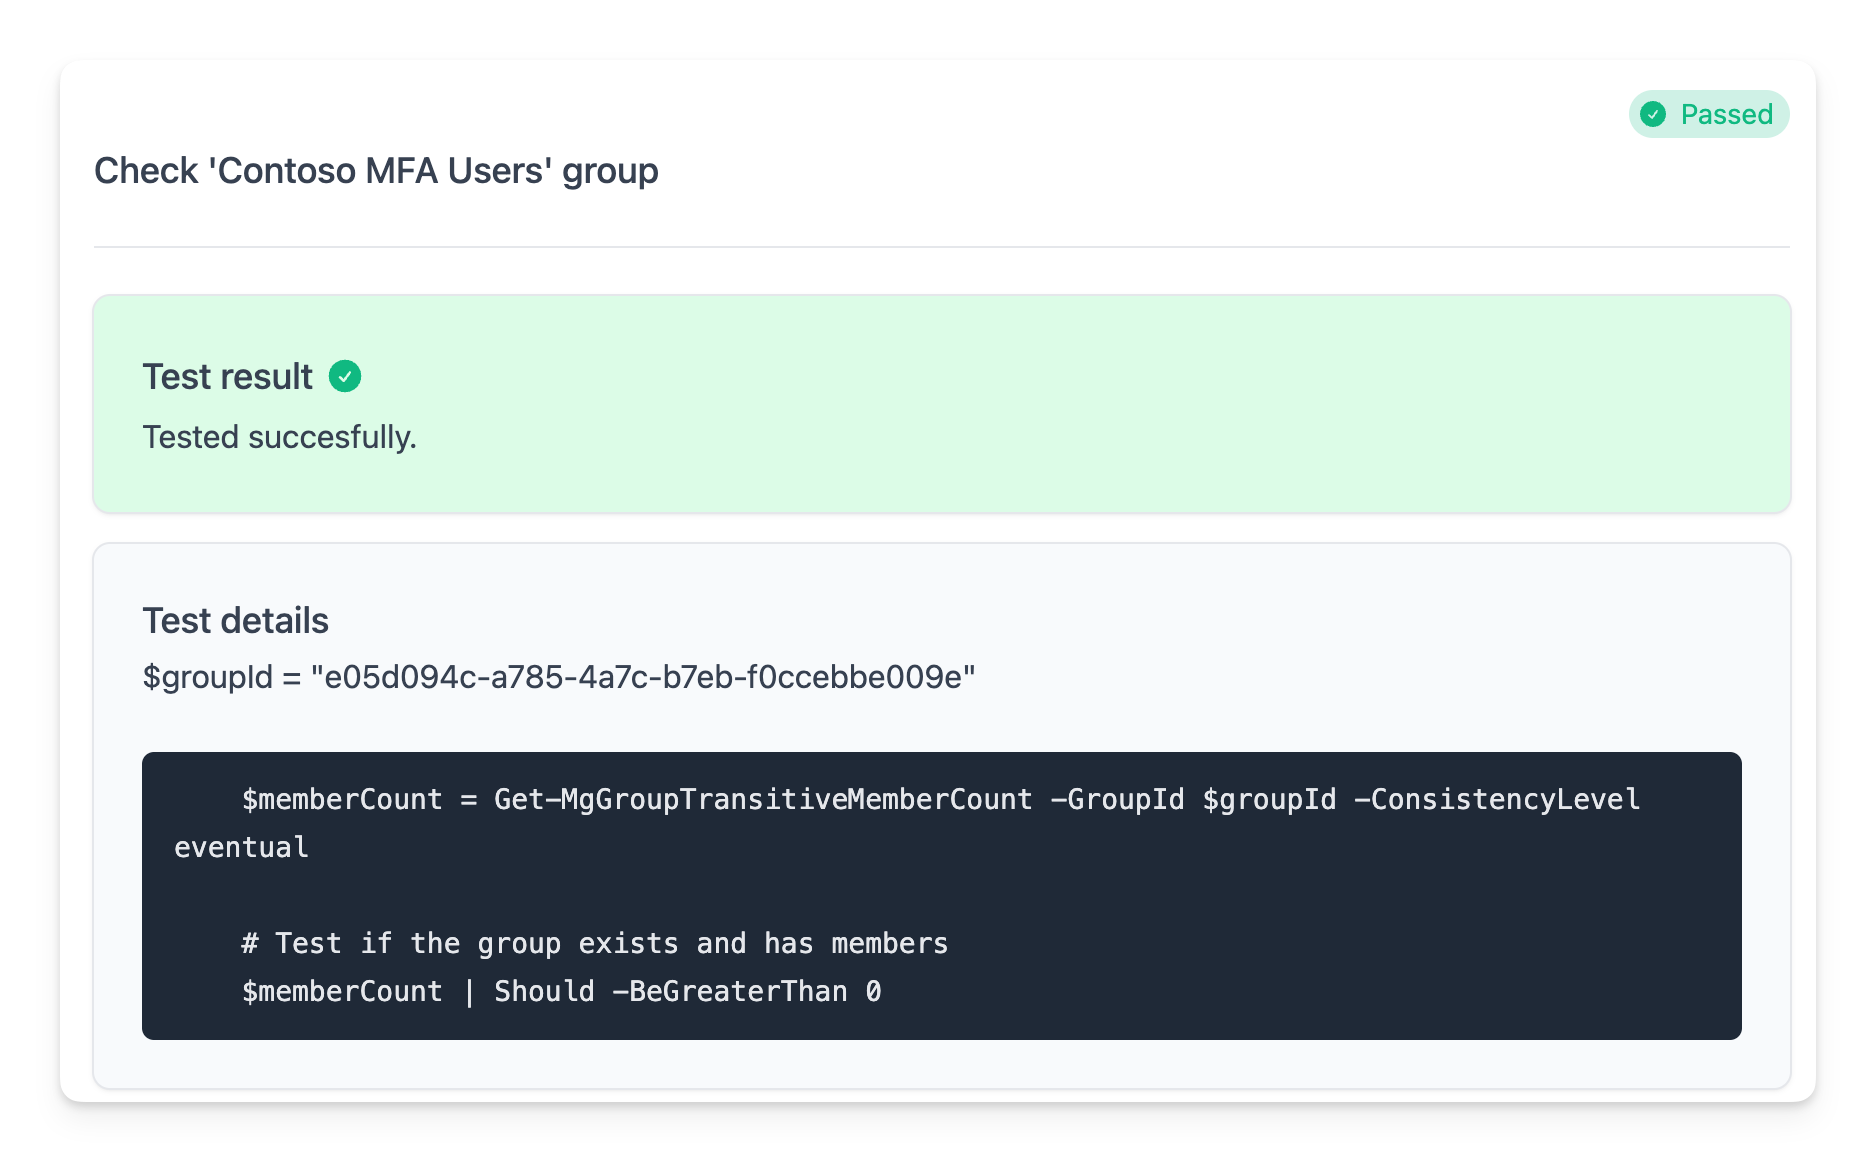 Passed
Check 'Contoso MFA Users' group
Test result
Tested succesfully.
Test details
$groupId = "e05d094c-a785-4a7c-b7eb-f0ccebbe009e"
$memberCount = Get-MgGroupTransitiveMemberCount -GroupId $groupId -ConsistencyLevel
eventual
# Test if the group exists and has members
$memberCount | Should -BeGreaterThan 0